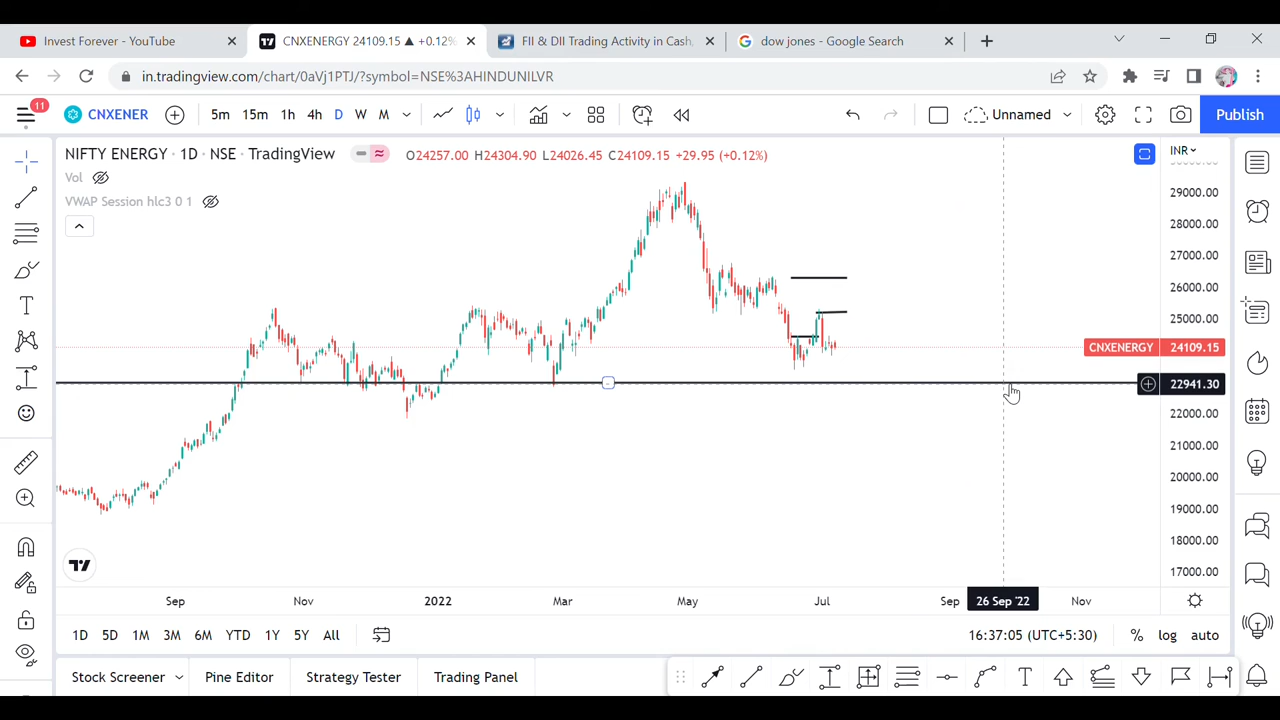 Invest Forever - YouTube
CNXENERGY 24109.15 ▲ +0.12%
FII & DII Trading Activity in Cash,
dow jones - Google Search
in.tradingview.com/chart/0aVj1PTJ/?symbol=NSE%3AHINDUNILVR
11
CNXENER
5m 15m 1h 4h D W M
Unnamed
Publish
NIFTY ENERGY · 1D · NSE · TradingView
O24257.00 H24304.90 L24026.45 C24109.15 +29.95 (+0.12%)
INR
Vol
VWAP Session hlc3 0 1
29000.00
28000.00
27000.00
26000.00
25000.00
CNXENERGY 24109.15
22941.30
22000.00
21000.00
20000.00
19000.00
18000.00
17000.00
Sep Nov 2022 Mar May Jul Sep 26 Sep '22 Nov
1D 5D 1M 3M 6M YTD 1Y 5Y All
16:37:05 (UTC+5:30) % log auto
Stock Screener Pine Editor Strategy Tester Trading Panel